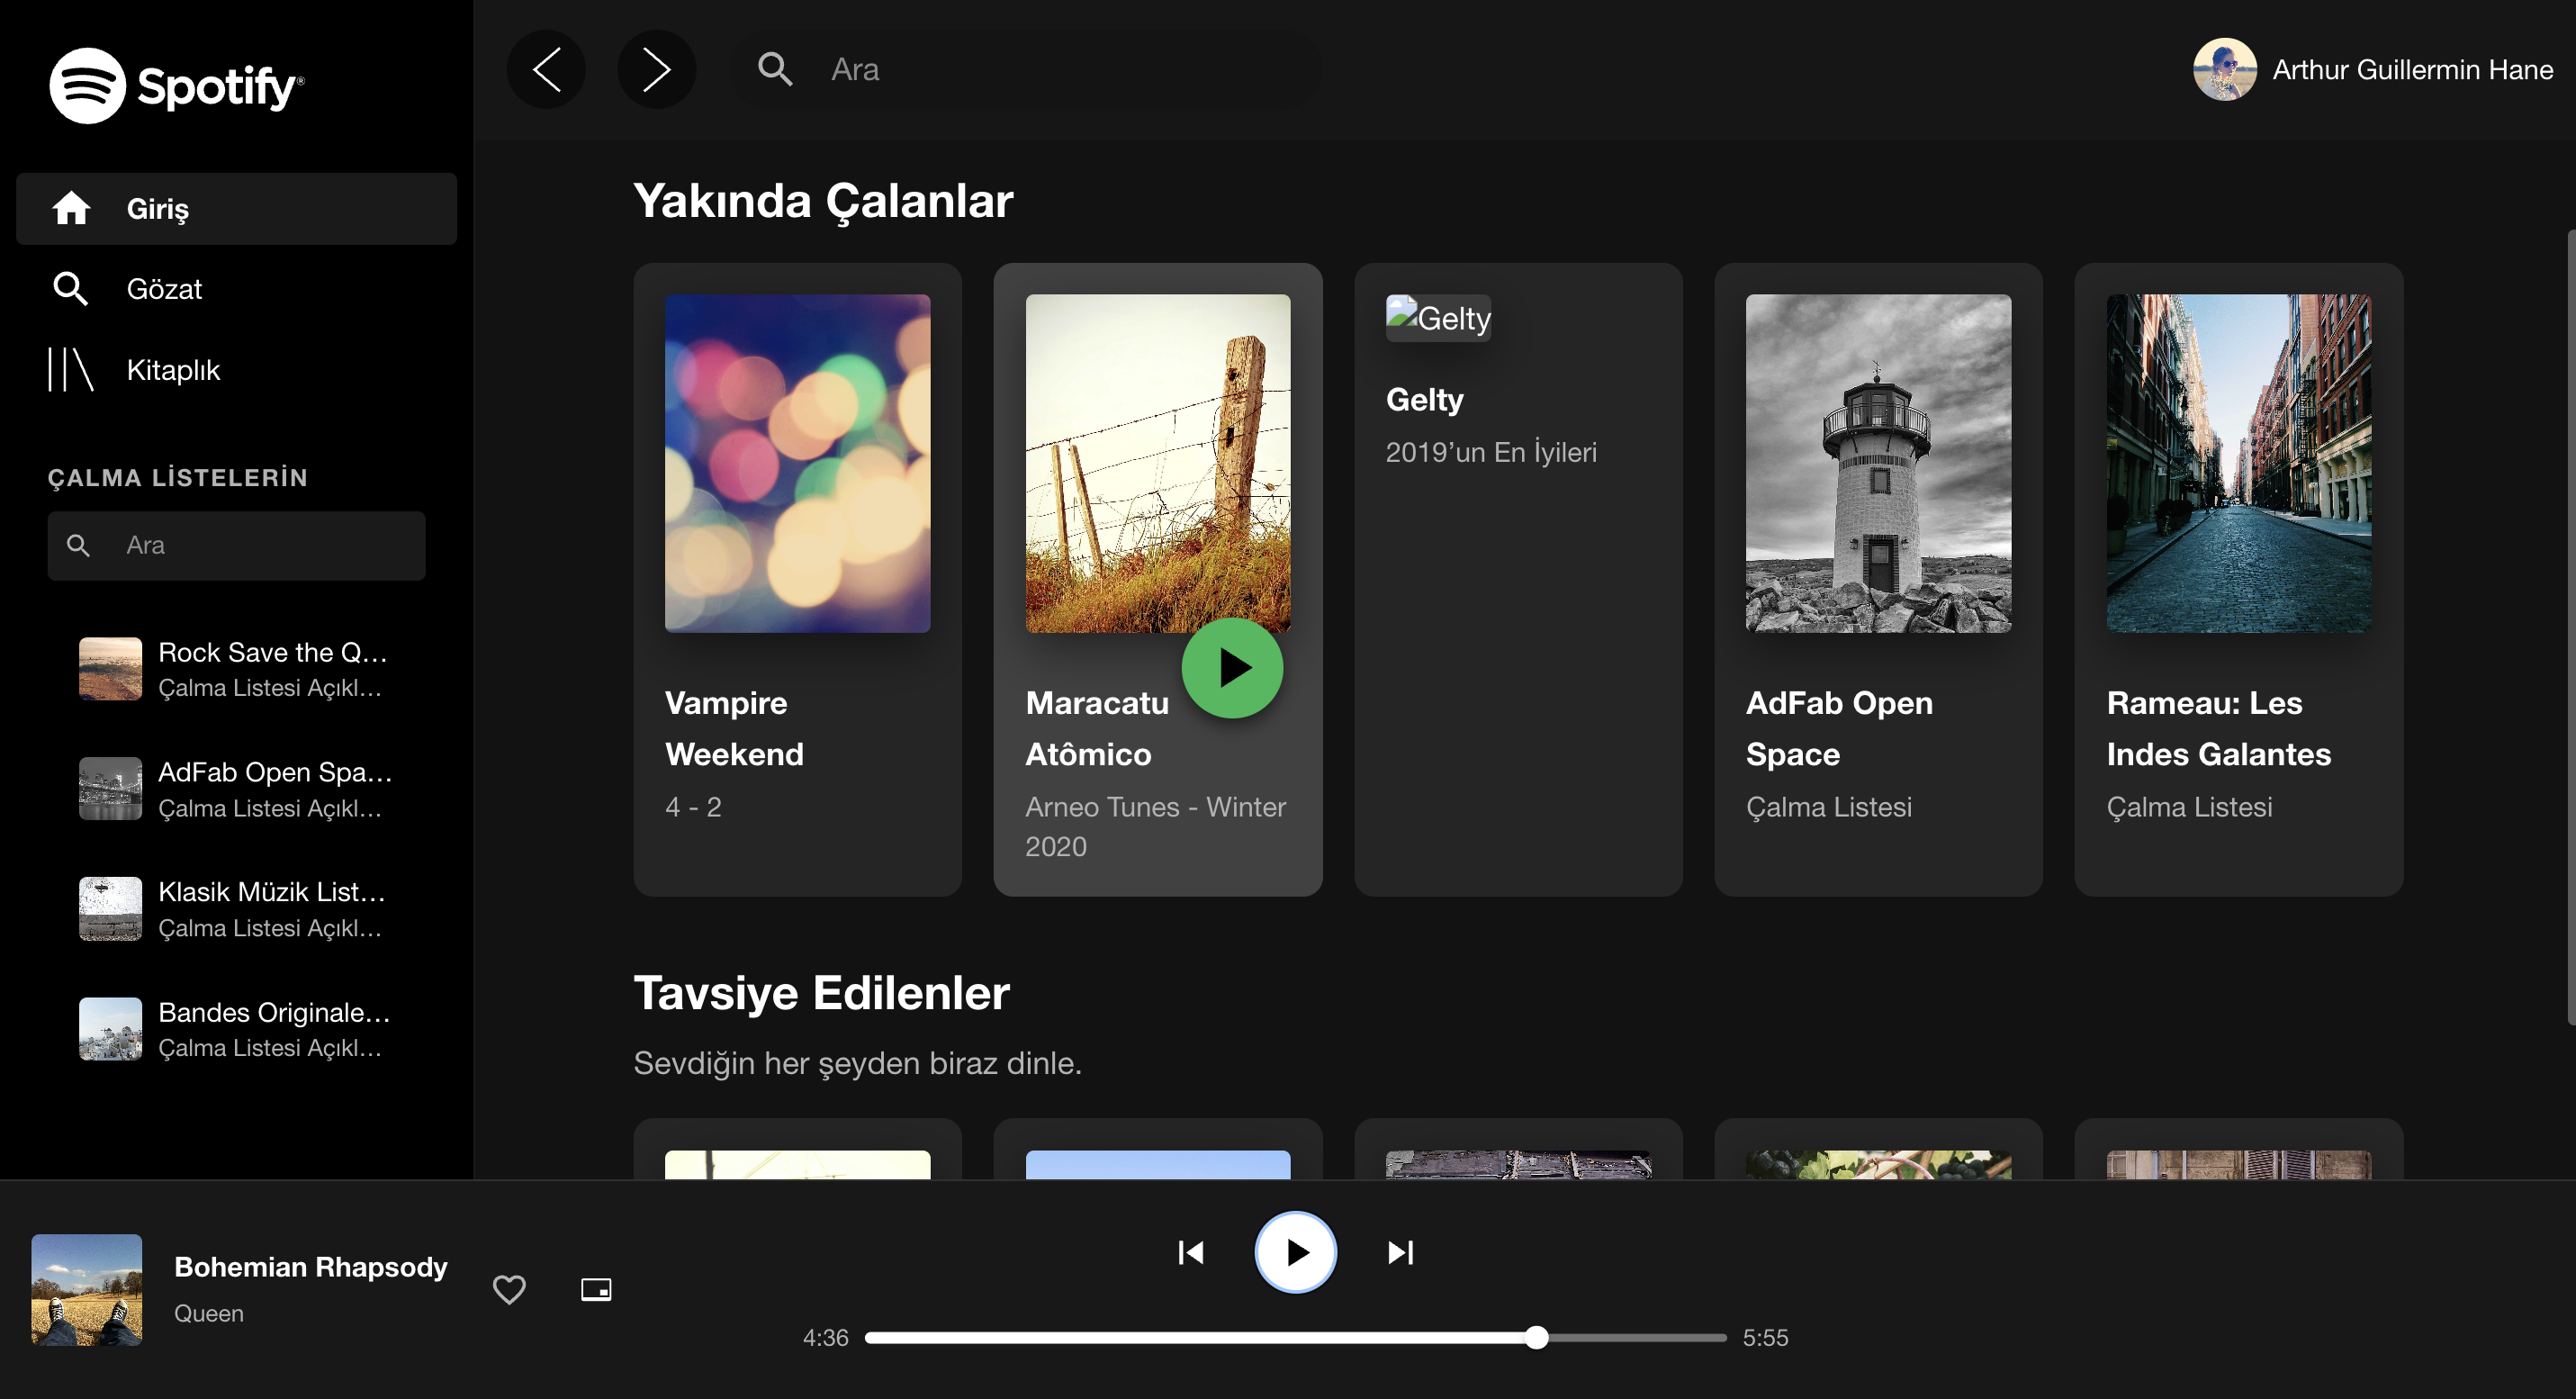 Spotify®
Giriş
Gözat
Kitaplık
ÇALMA LİSTELERİN
Ara
Rock Save the Q…
Çalma Listesi Açıkl…
AdFab Open Spa…
Çalma Listesi Açıkl…
Klasik Müzik List…
Çalma Listesi Açıkl…
Bandes Originale…
Çalma Listesi Açıkl…
Ara
Arthur Guillermin Hane
Yakında Çalanlar
Vampire
Weekend
4 - 2
Maracatu
Atômico
Arneo Tunes - Winter
2020
Gelty
Gelty
2019’un En İyileri
AdFab Open
Space
Çalma Listesi
Rameau: Les
Indes Galantes
Çalma Listesi
Tavsiye Edilenler
Sevdiğin her şeyden biraz dinle.
Bohemian Rhapsody
Queen
4:36
5:55